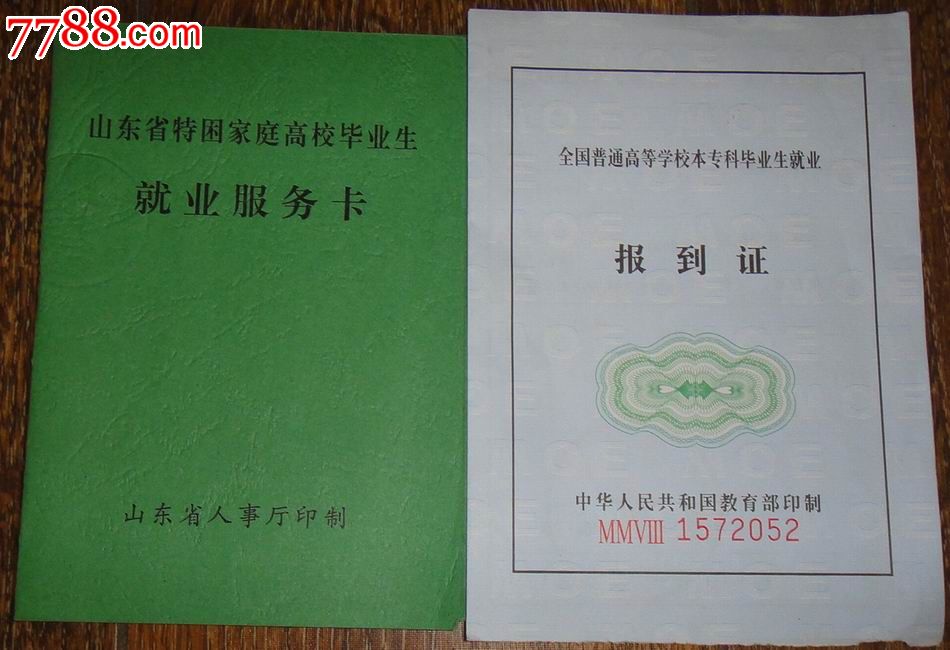 7788.com
山东省特困家庭高校毕业生
就业服务卡
山东省人事厅印制
全国普通高等学校本专科毕业生就业
报到证
中华人民共和国教育部印制
MMVIII 1572052